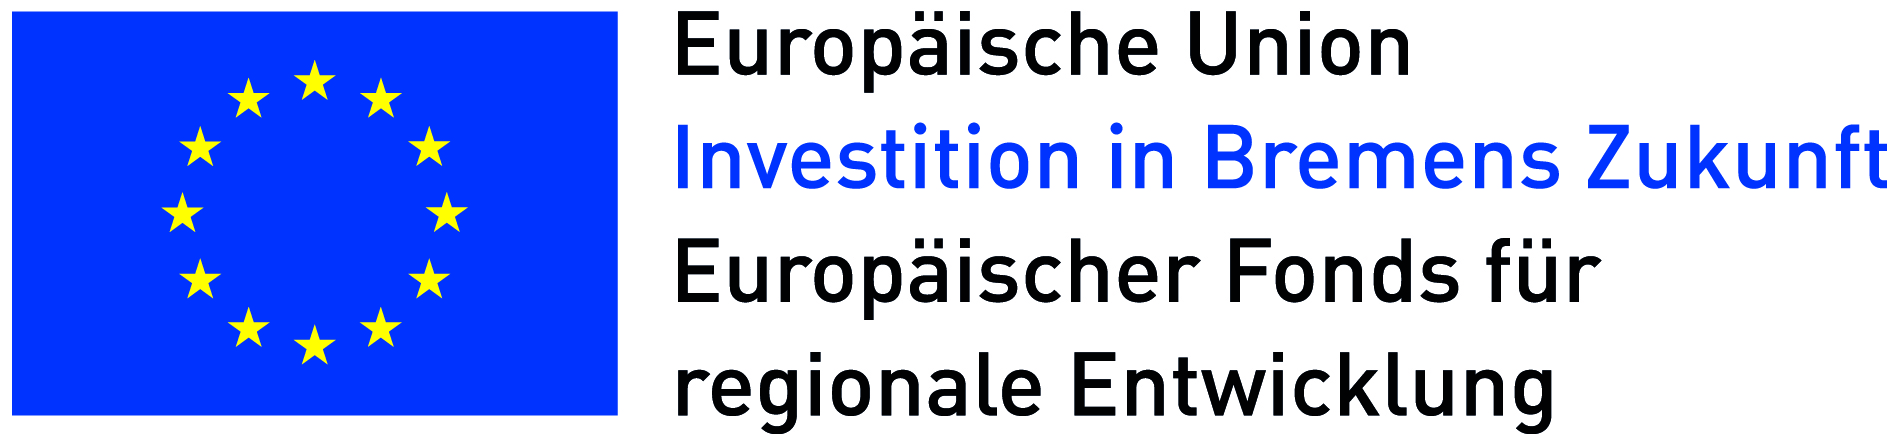 Europäische Union
Investition in Bremens Zukunft
Europäischer Fonds für
regionale Entwicklung